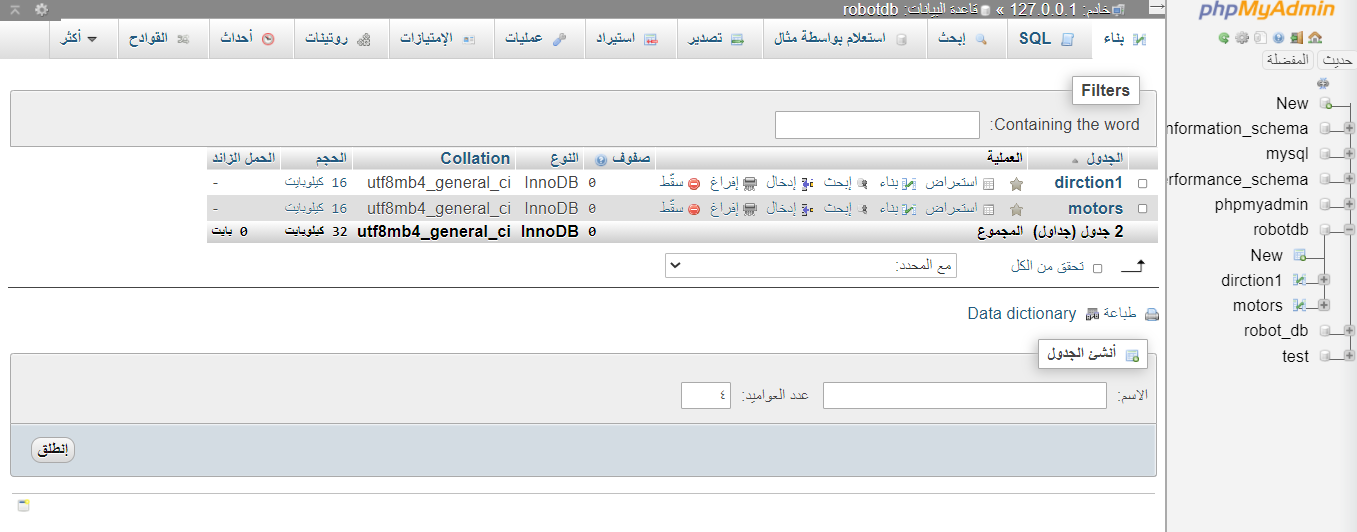 خادم: 127.0.0.1 » قاعدة البيانات: robotdb
بناء SQL إبحث استعلام بواسطة مثال تصدير استيراد عمليات الإمتيازات روتينات أحداث القوادح أكثر
Filters
Containing the word:
الجدول العملية صفوف النوع Collation الحجم الحمل الزائد
dirction1 استعراض بناء إبحث إدخال إفراغ سقّط 0 InnoDB utf8mb4_general_ci 16 كيلوبايت -
motors استعراض بناء إبحث إدخال إفراغ سقّط 0 InnoDB utf8mb4_general_ci 16 كيلوبايت -
2 جدول (جداول) المجموع 0 InnoDB utf8mb4_general_ci 32 كيلوبايت 0 بايت
تحقق من الكل مع المحدد:
طباعة Data dictionary
أنشئ الجدول
الاسم: عدد العواميد: ٤
إنطلق
phpMyAdmin
حديث المفضلة
New
nformation_schema
mysql
erformance_schema
phpmyadmin
robotdb
New
dirction1
motors
robot_db
test